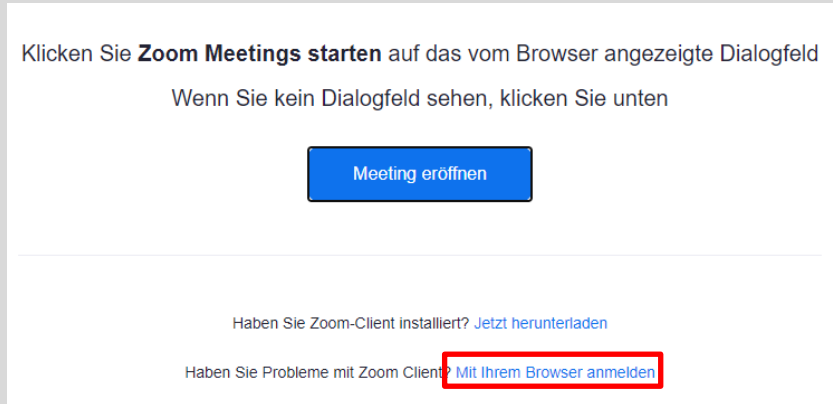 Klicken Sie Zoom Meetings starten auf das vom Browser angezeigte Dialogfeld
Wenn Sie kein Dialogfeld sehen, klicken Sie unten
Meeting eröffnen
Haben Sie Zoom-Client installiert? Jetzt herunterladen
Haben Sie Probleme mit Zoom Client? Mit Ihrem Browser anmelden